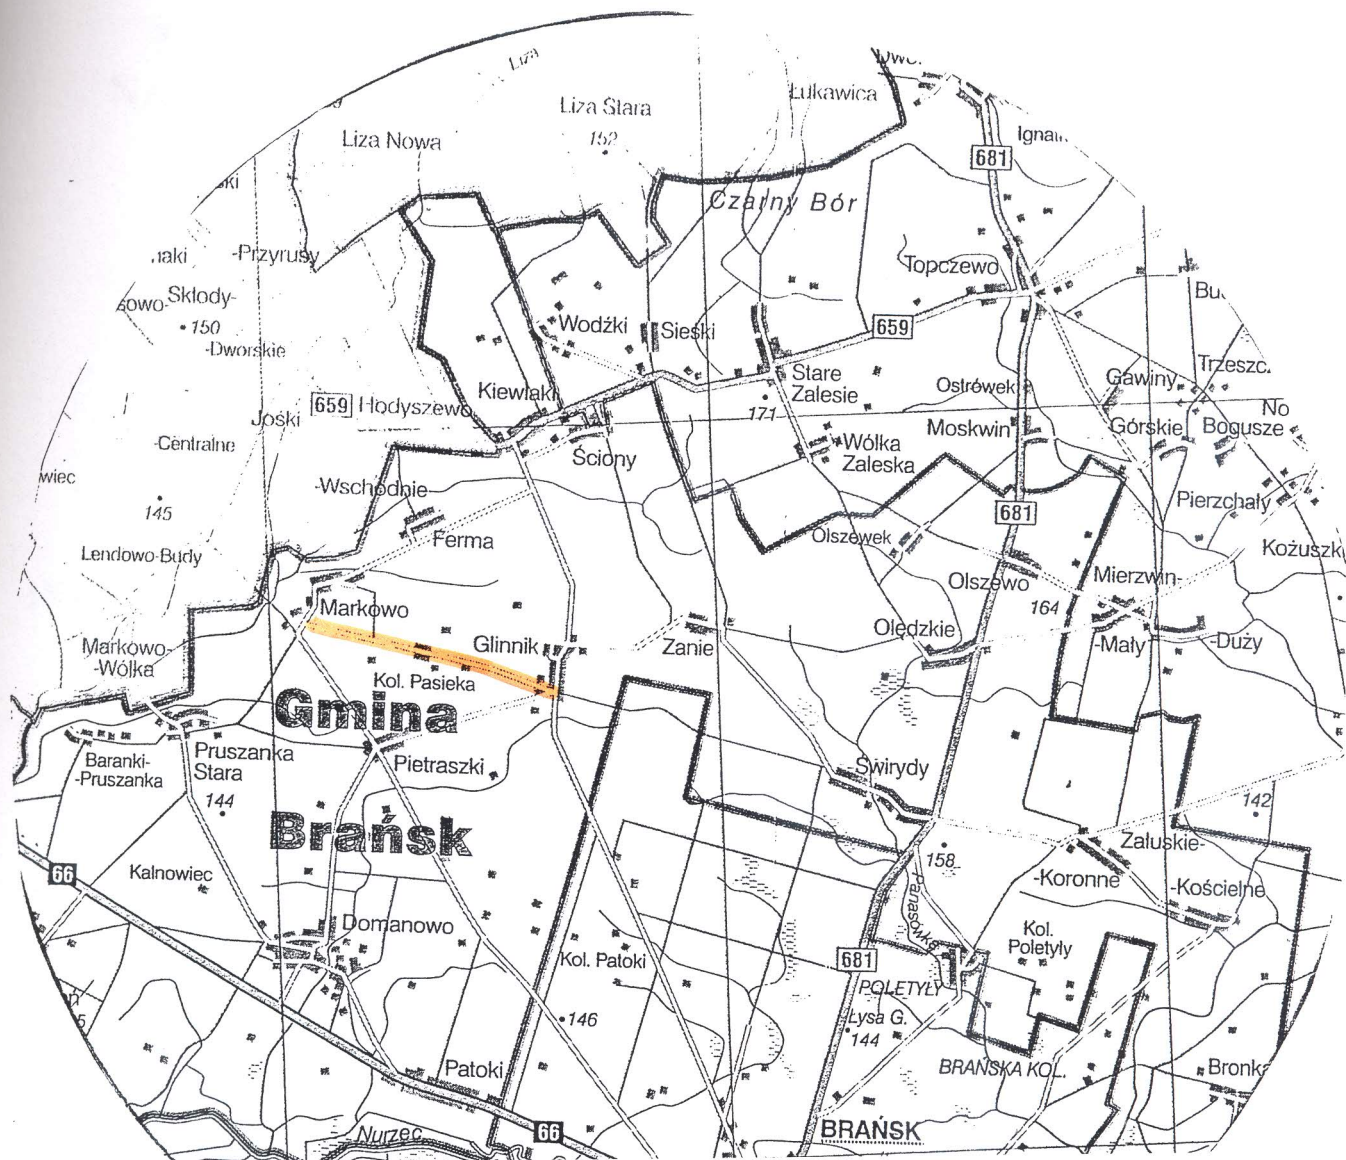 Liza
Liza Stara
152
Łukawica
Liza Nowa
681
Czarny Bór
-Przyrusy
Topczewo
Skłody-
150
-Dworskie
Wodźki
Sieski
659
Stare
Zalesie
171
Kiewłaki
Ostrówek
Gawiny
659
Hodyszewo
Jośki
-Centralne
Moskwin
Górskie
Bogusze
Wólka
Zaleska
Ściony
-Wschodnie
145
681
Pierzchały
Ferma
Olszewek
Lendowo-Budy
Olszewo
164
Mierzwin-
-Mały
-Duży
Markowo
Markowo-
-Wólka
Glinnik
Zanie
Olędzkie
Kol. Pasieka
Gmina
Brańsk
Pruszanka
Stara
144
Baranki-
-Pruszanka
Pietraszki
Świrydy
142
158
Załuskie-
-Koronne
-Kościelne
66
Kalnowiec
Domanowo
Panasówka
Kol.
Poletyły
Kol. Patoki
681
POLETYŁY
146
Łysa G.
144
Patoki
BRAŃSKA KOL.
66
BRAŃSK
Nurzec